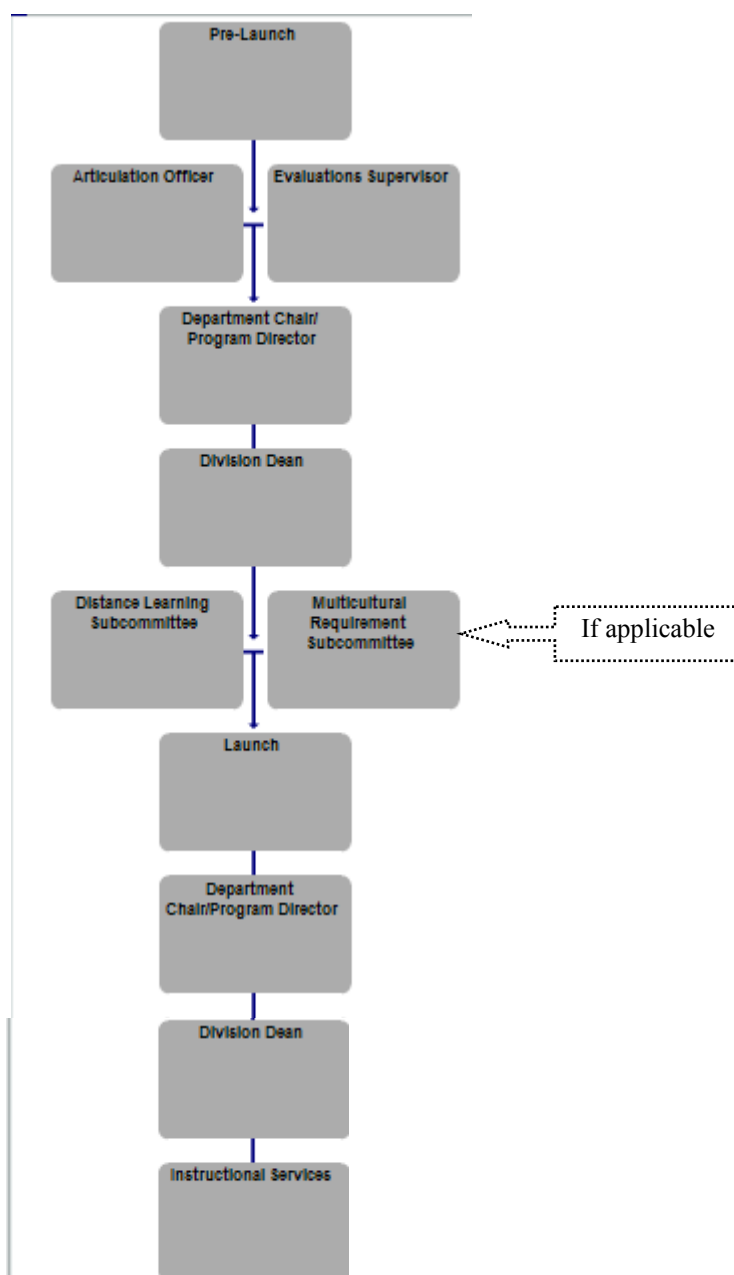 Pre-Launch
Articulation Officer
Evaluations Supervisor
Department Chair/
Program Director
Division Dean
Distance Learning
Subcommittee
Multicultural
Requirement
Subcommittee
If applicable
Launch
Department
Chair/Program Director
Division Dean
Instructional Services